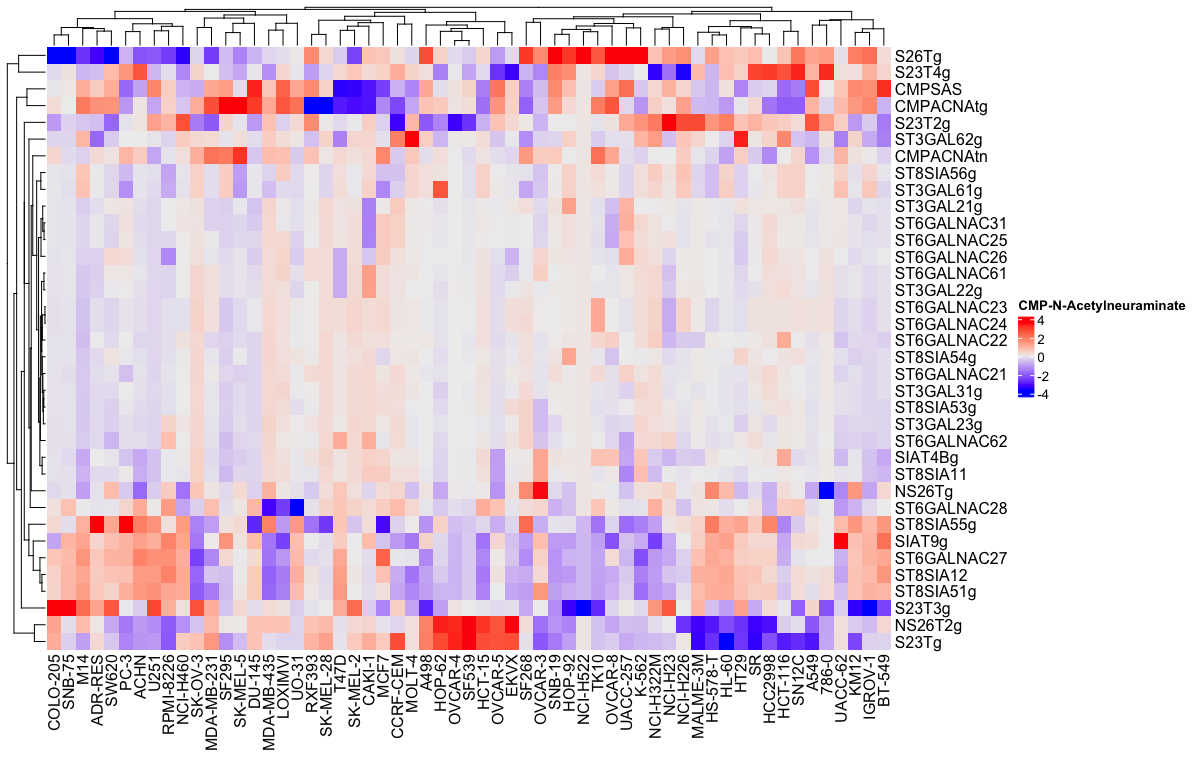 S26Tg
S23T4g
CMPSAS
CMPACNAtg
S23T2g
ST3GAL62g
CMPACNAtn
ST8SIA56g
ST3GAL61g
ST3GAL21g
ST6GALNAC31
ST6GALNAC25
ST6GALNAC26
ST6GALNAC61
ST3GAL22g
ST6GALNAC23
ST6GALNAC24
ST6GALNAC22
ST8SIA54g
ST6GALNAC21
ST3GAL31g
ST8SIA53g
ST3GAL23g
ST6GALNAC62
SIAT4Bg
ST8SIA11
NS26Tg
ST6GALNAC28
ST8SIA55g
SIAT9g
ST6GALNAC27
ST8SIA12
ST8SIA51g
S23T3g
NS26T2g
S23Tg
CMP-N-Acetylneuraminate
4
2
0
-2
-4
COLO-205
SNB-75
M14
ADR-RES
SW620
PC-3
ACHN
U251
RPMI-8226
NCI-H460
SK-OV-3
MDA-MB-231
SF295
SK-MEL-5
DU-145
MDA-MB-435
LOXIMVI
UO-31
RXF393
SK-MEL-28
T47D
SK-MEL-2
CAKI-1
MCF7
CCRF-CEM
MOLT-4
A498
HOP-62
OVCAR-4
SF539
HCT-15
OVCAR-5
EKVX
SF268
OVCAR-3
SNB-19
HOP-92
NCI-H522
TK10
OVCAR-8
UACC-257
K-562
NCI-H322M
NCI-H23
NCI-H226
MALME-3M
HS-578-T
HL-60
HT29
SR
HCC2998
HCT-116
SN12C
A549
786-0
UACC-62
KM12
IGROV-1
BT-549